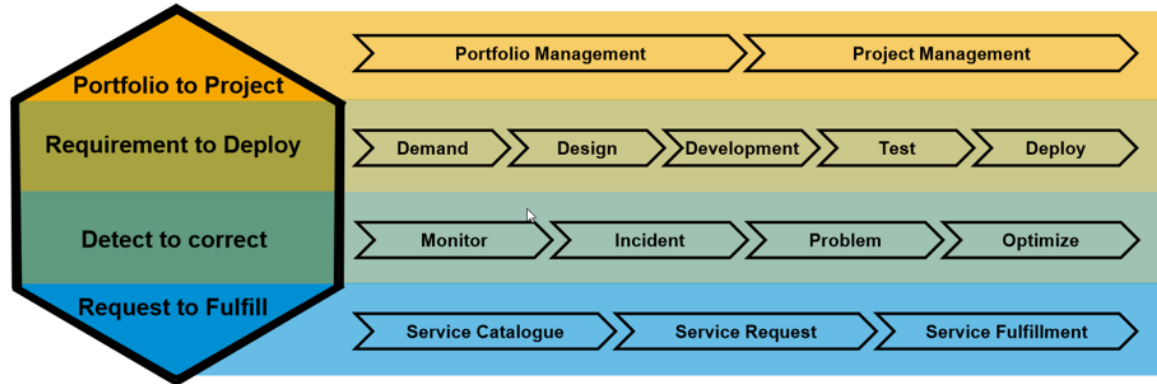 Portfolio to Project
Portfolio Management
Project Management
Requirement to Deploy
Demand
Design
Development
Test
Deploy
Detect to correct
Monitor
Incident
Problem
Optimize
Request to Fulfill
Service Catalogue
Service Request
Service Fulfillment